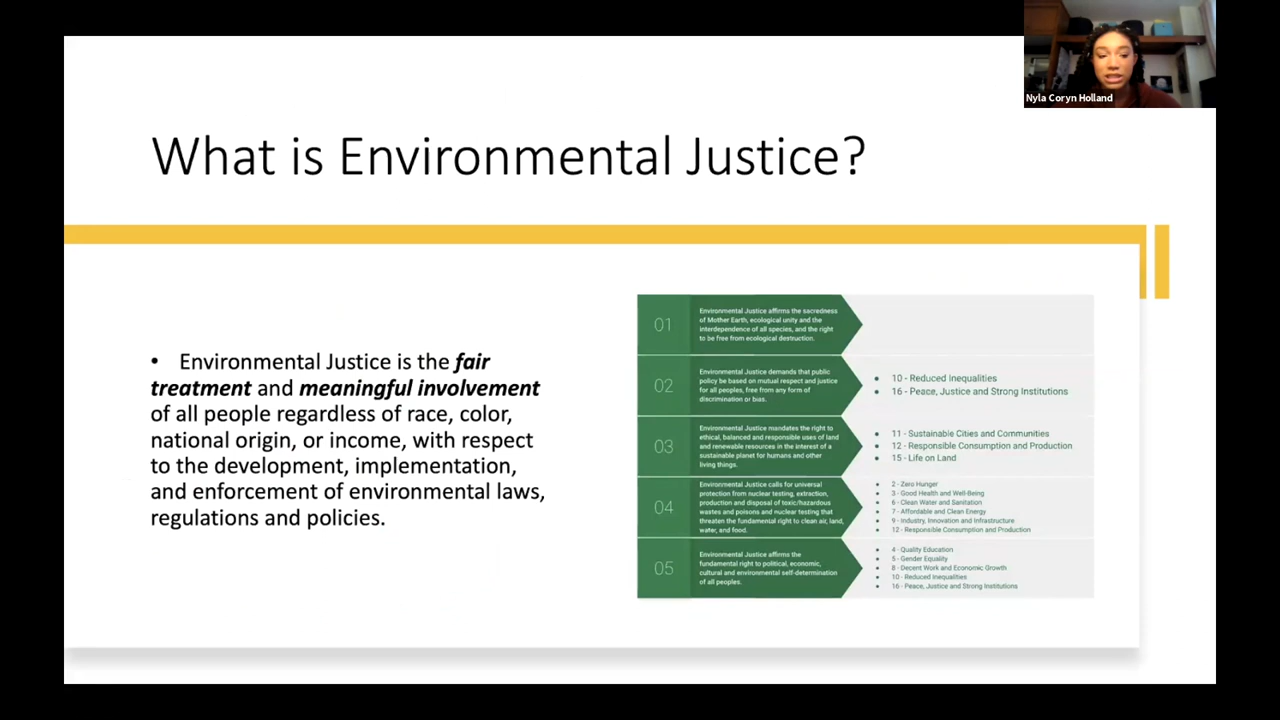 Nyla Coryn Holland
What is Environmental Justice?
• Environmental Justice is the fair
treatment and meaningful involvement
of all people regardless of race, color,
national origin, or income, with respect
to the development, implementation,
and enforcement of environmental laws,
regulations and policies.
01
Environmental Justice affirms the sacredness
of Mother Earth, ecological unity and the
interdependence of all species, and the right
to be free from ecological destruction.
02
Environmental Justice demands that public
policy be based on mutual respect and justice
for all peoples, free from any form of
discrimination or bias.
• 10 - Reduced Inequalities
• 16 - Peace, Justice and Strong Institutions
03
Environmental Justice mandates the right to
ethical, balanced and responsible uses of land
and renewable resources in the interest of a
sustainable planet for humans and other
living things.
• 11 - Sustainable Cities and Communities
• 12 - Responsible Consumption and Production
• 15 - Life on Land
04
Environmental Justice calls for universal
protection from nuclear testing, extraction,
production and disposal of toxic/hazardous
wastes and poisons and nuclear testing that
threaten the fundamental right to clean air, land,
water, and food.
• 2 - Zero Hunger
• 3 - Good Health and Well-Being
• 6 - Clean Water and Sanitation
• 7 - Affordable and Clean Energy
• 9 - Industry, Innovation and Infrastructure
• 12 - Responsible Consumption and Production
05
Environmental Justice affirms the
fundamental right to political, economic,
cultural and environmental self-determination
of all peoples.
• 4 - Quality Education
• 5 - Gender Equality
• 8 - Decent Work and Economic Growth
• 10 - Reduced Inequalities
• 16 - Peace, Justice and Strong Institutions